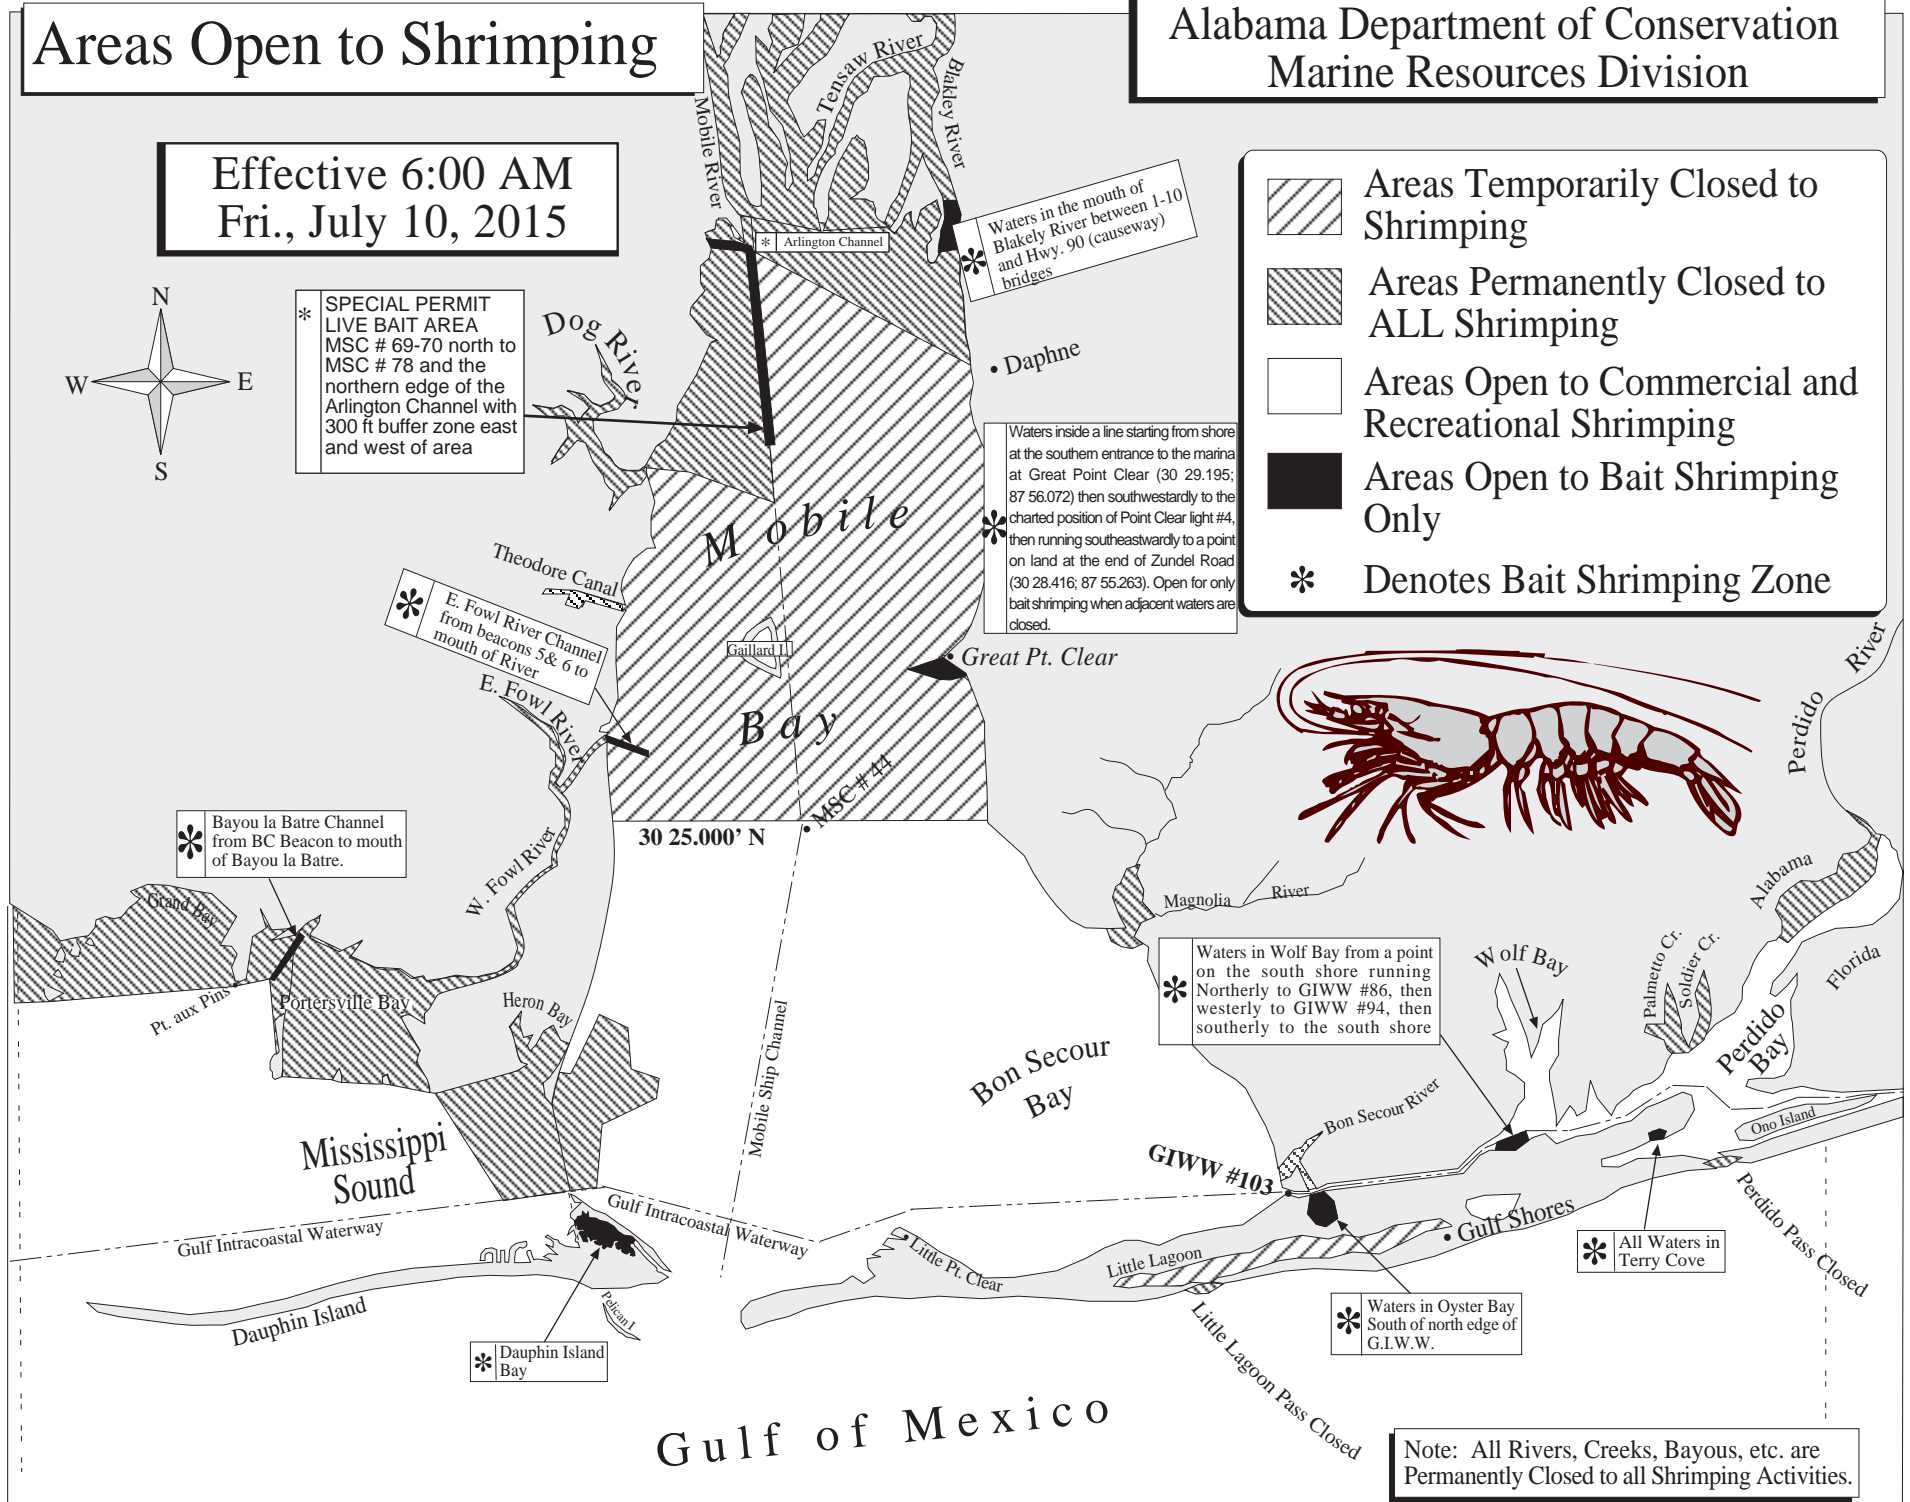 Areas Open to Shrimping
Alabama Department of Conservation
Marine Resources Division
Effective 6:00 AM
Fri., July 10, 2015
Areas Temporarily Closed to
Shrimping
Areas Permanently Closed to
ALL Shrimping
Areas Open to Commercial and
Recreational Shrimping
Areas Open to Bait Shrimping
Only
* Denotes Bait Shrimping Zone
N
W
E
S
Mobile River
Tensaw River
Blakley River
* Arlington Channel
* Waters in the mouth of
Blakely River between 1-10
and Hwy. 90 (causeway)
bridges
* SPECIAL PERMIT
LIVE BAIT AREA
MSC # 69-70 north to
MSC # 78 and the
northern edge of the
Arlington Channel with
300 ft buffer zone east
and west of area
Dog River
Daphne
* Waters inside a line starting from shore
at the southern entrance to the marina
at Great Point Clear (30 29.195;
87 56.072) then southwestardly to the
charted position of Point Clear light #4,
then running southeastwardly to a point
on land at the end of Zundel Road
(30 28.416; 87 55.263). Open for only
bait shrimping when adjacent waters are
closed.
Mobile
Bay
Theodore Canal
* E. Fowl River Channel
from beacons 5& 6 to
mouth of River
Gaillard I.
Great Pt. Clear
E. Fowl River
MSC # 44
30 25.000' N
Perdido River
* Bayou la Batre Channel
from BC Beacon to mouth
of Bayou la Batre.
W. Fowl River
Grand Bay
Pt. aux Pins
Portersville Bay
Heron Bay
Magnolia River
Alabama
Florida
* Waters in Wolf Bay from a point
on the south shore running
Northerly to GIWW #86, then
westerly to GIWW #94, then
southerly to the south shore
Wolf Bay
Palmetto Cr.
Soldier Cr.
Perdido
Bay
Mobile Ship Channel
Bon Secour
Bay
Bon Secour River
Ono Island
Mississippi
Sound
GIWW #103
Gulf Intracoastal Waterway
Gulf Intracoastal Waterway
Little Pt. Clear
Little Lagoon
Gulf Shores
Perdido Pass Closed
* All Waters in
Terry Cove
Dauphin Island
Pelican I
* Dauphin Island
Bay
* Waters in Oyster Bay
South of north edge of
G.I.W.W.
Little Lagoon Pass Closed
Gulf of Mexico
Note: All Rivers, Creeks, Bayous, etc. are
Permanently Closed to all Shrimping Activities.